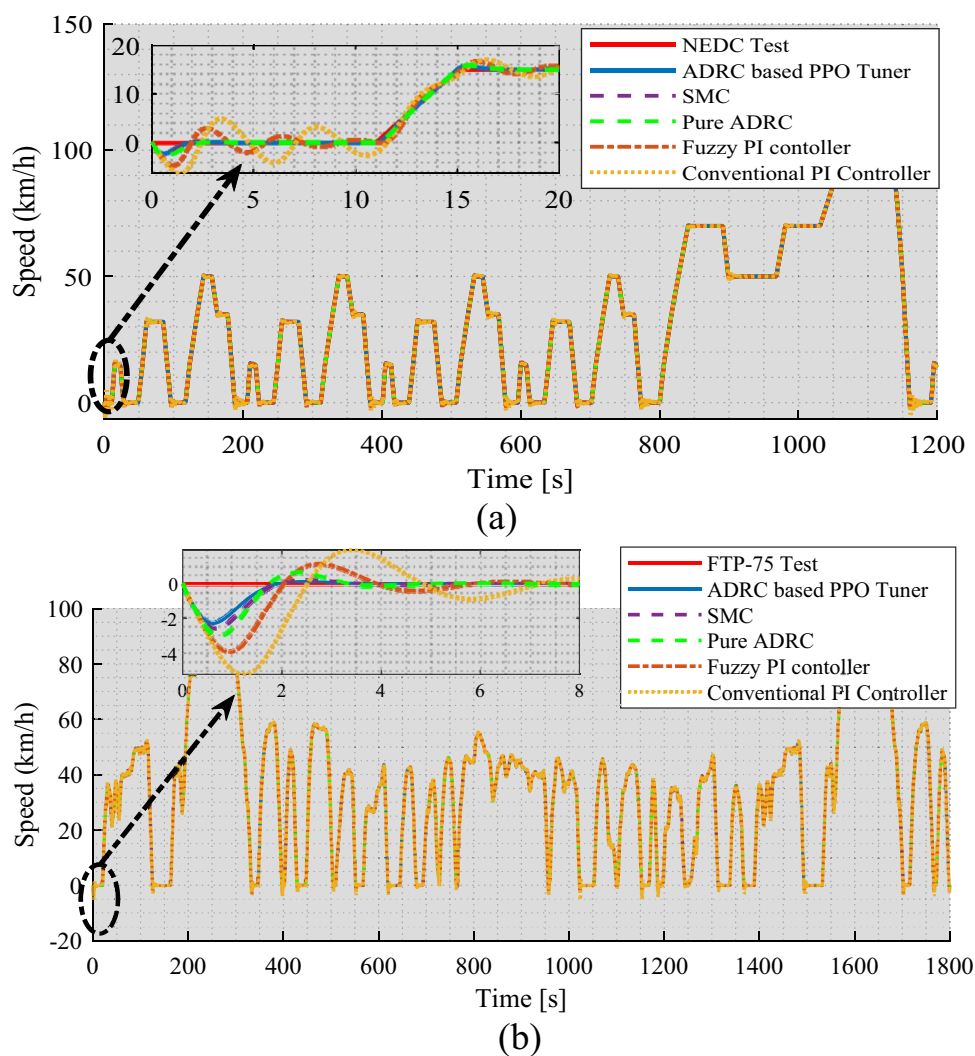 150
100
50
0
Speed (km/h)
20
10
0
0 5 10 15 20
NEDC Test
ADRC based PPO Tuner
SMC
Pure ADRC
Fuzzy PI contoller
Conventional PI Controller
0 200 400 600 800 1000 1200
Time [s]
(a)
100
80
60
40
20
0
-20
Speed (km/h)
0
-2
-4
0 2 4 6 8
FTP-75 Test
ADRC based PPO Tuner
SMC
Pure ADRC
Fuzzy PI contoller
Conventional PI Controller
0 200 400 600 800 1000 1200 1400 1600 1800
Time [s]
(b)